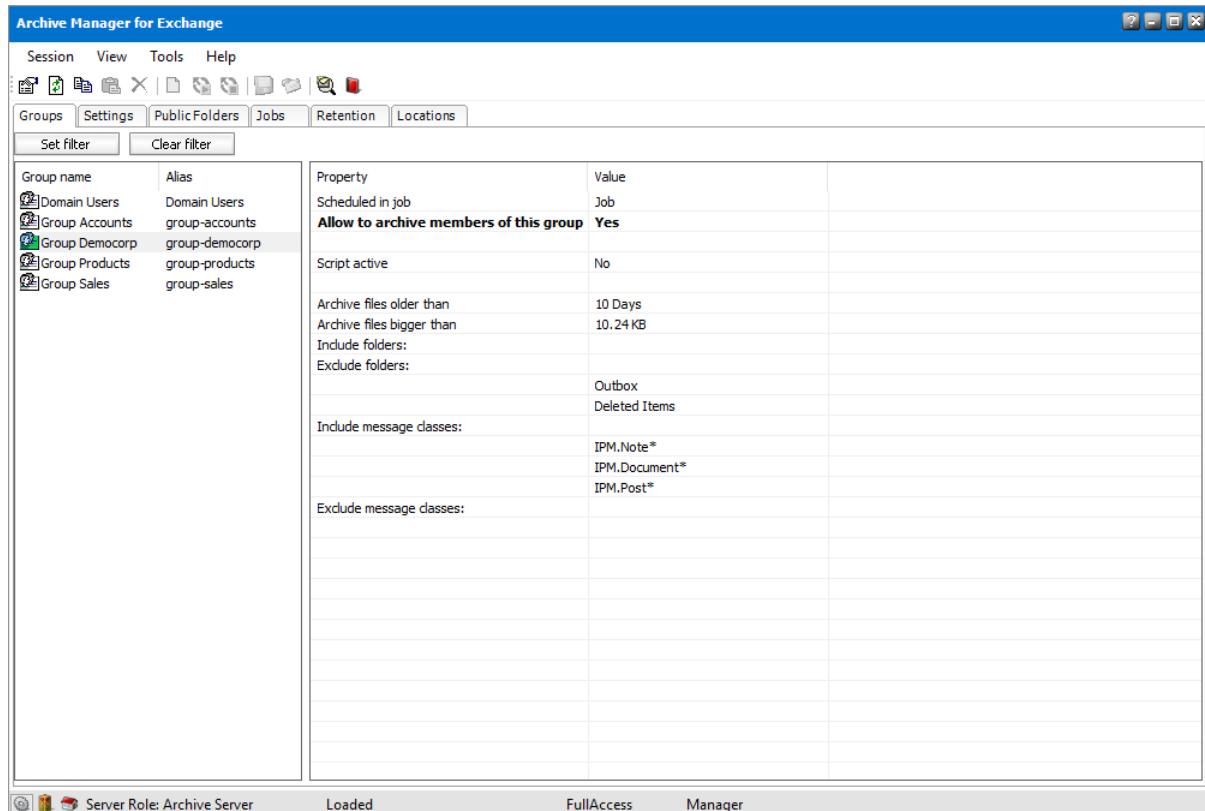 Archive Manager for Exchange
Session View Tools Help
Groups Settings Public Folders Jobs Retention Locations
Set filter Clear filter
Group name Alias Property Value
Domain Users Domain Users Scheduled in job Job
Group Accounts group-accounts Allow to archive members of this group Yes
Group Democorp group-democorp
Group Products group-products Script active No
Group Sales group-sales
Archive files older than 10 Days
Archive files bigger than 10.24 KB
Include folders:
Exclude folders:
Outbox
Deleted Items
Include message classes:
IPM.Note*
IPM.Document*
IPM.Post*
Exclude message classes:
Server Role: Archive Server Loaded FullAccess Manager